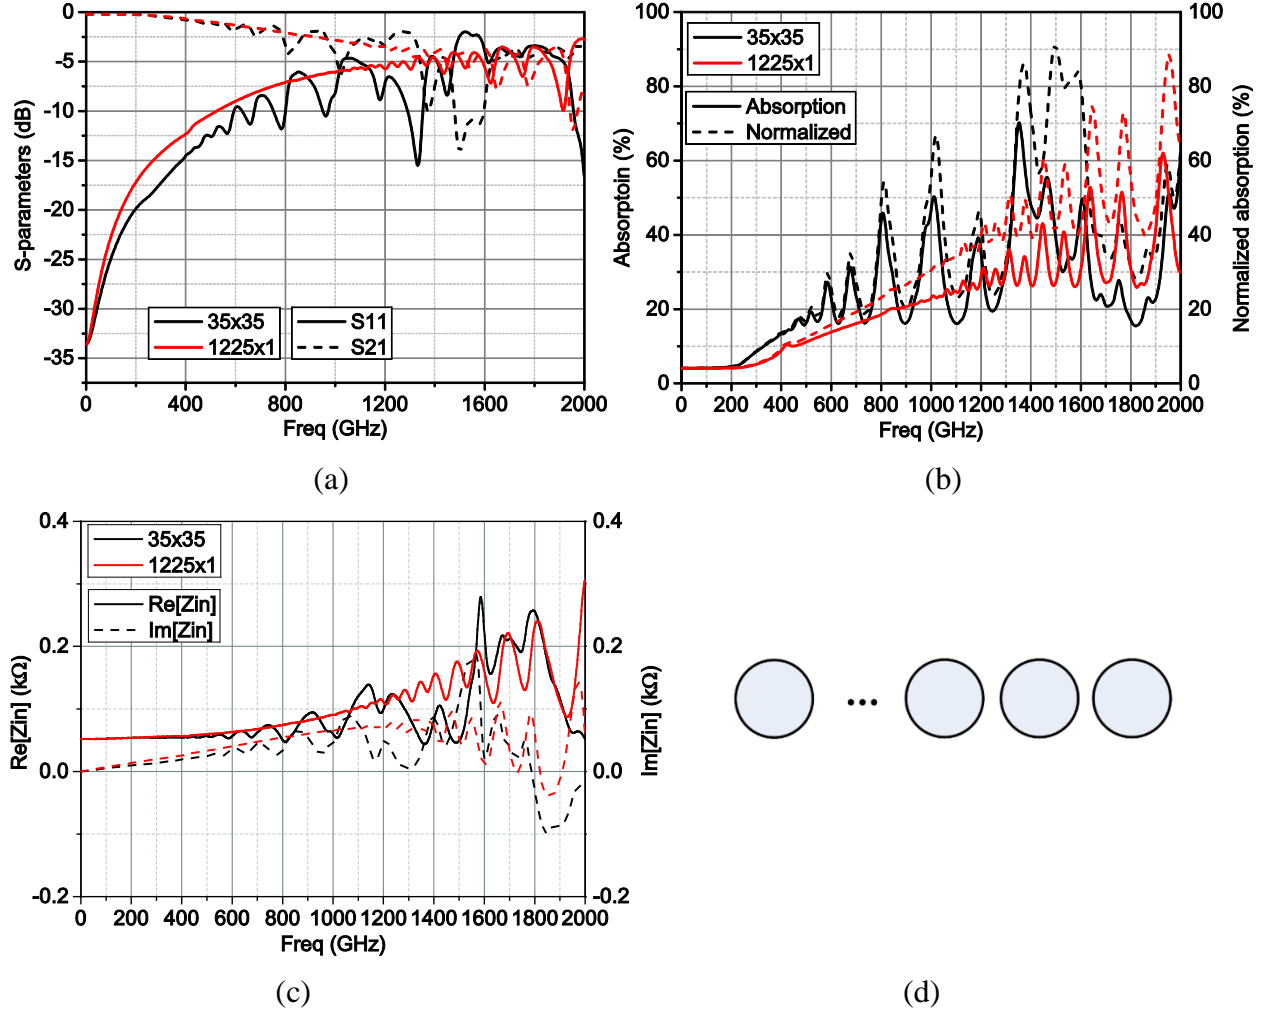 0
-5
-10
-15
-20
-25
-30
-35
S-parameters (dB)
35x35
1225x1
S11
S21
0 400 800 1200 1600 2000
Freq (GHz)
(a)
100%
80%
60%
40%
20%
0
Absorptoin (%)
35x35
1225x1
Absorption
Normalized
100
80
60
40
20
0
Normalized absorption (%)
0 200 400 600 800 1000 1200 1400 1600 1800 2000
Freq (GHz)
(b)
0.4
0.2
0.0
-0.2
Re[Zin] (kΩ)
35x35
1225x1
Re[Zin]
Im[Zin]
0.4
0.2
0.0
-0.2
Im[Zin] (kΩ)
0 200 400 600 800 1000 1200 1400 1600 1800 2000
Freq (GHz)
(c)
...
(d)